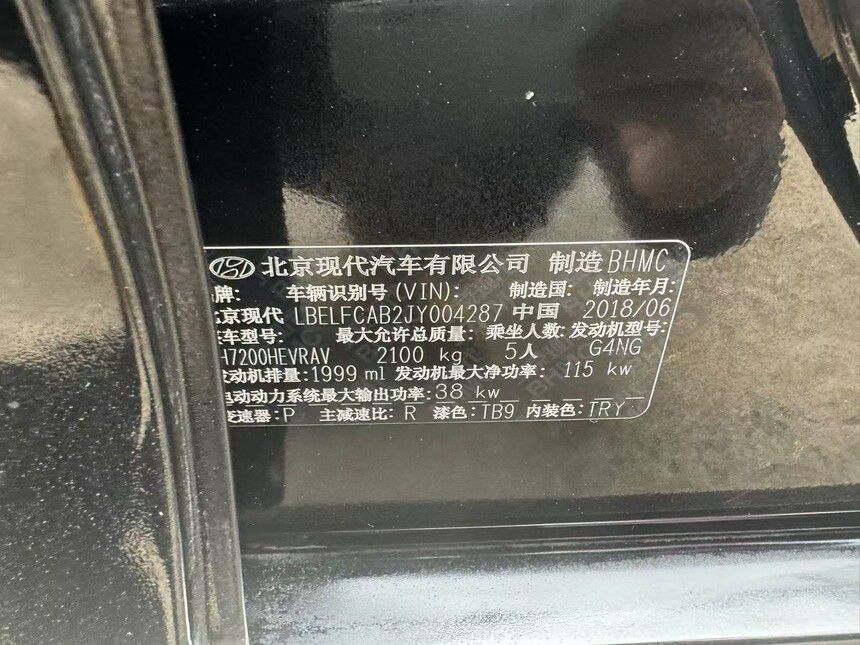 北京现代汽车有限公司 制造 BHMC
牌: 车辆识别号(VIN): 制造国: 制造年月:
京现代 LBELFCAB2JY004287 中国 2018/06
车型号: 最大允许总质量: 乘坐人数: 发动机型号:
H7200HEVRAV 2100 kg 5人 G4NG
发动机排量:1999 ml 发动机最大净功率: 115 kw
电动动力系统最大输出功率:38 kw
变速器:P 主减速比: R 漆色:TB9 内装色:TRY